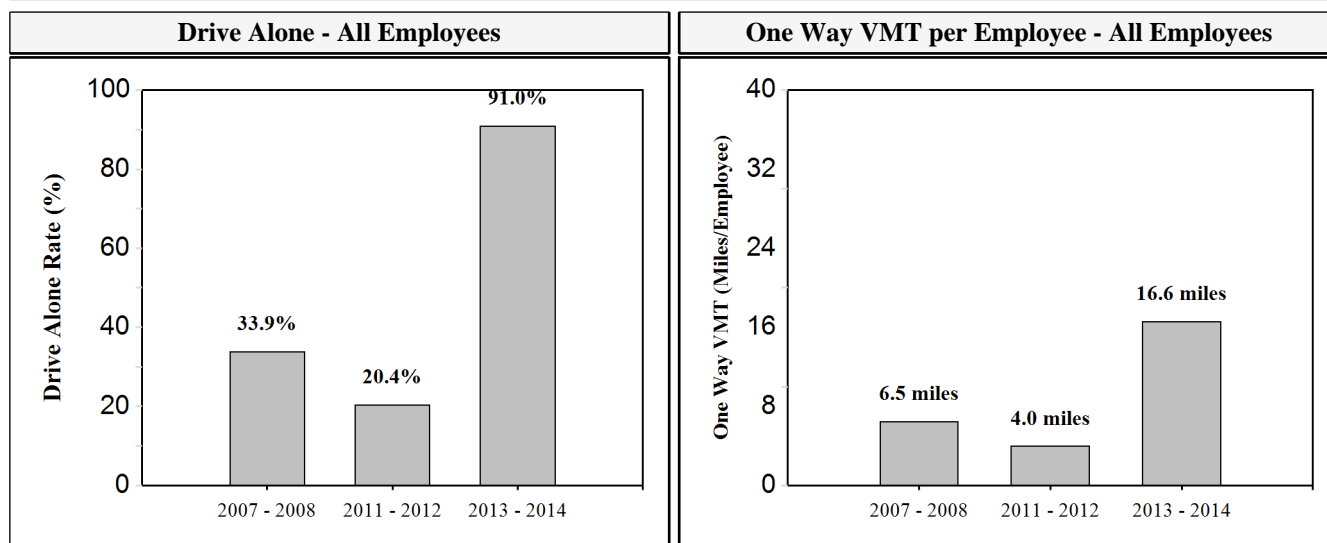 Drive Alone - All Employees
One Way VMT per Employee - All Employees
Drive Alone Rate (%)
100
80
60
40
20
0
33.9%
20.4%
91.0%
2007 - 2008
2011 - 2012
2013 - 2014
One Way VMT (Miles/Employee)
40
32
24
16
8
0
6.5 miles
4.0 miles
16.6 miles
2007 - 2008
2011 - 2012
2013 - 2014